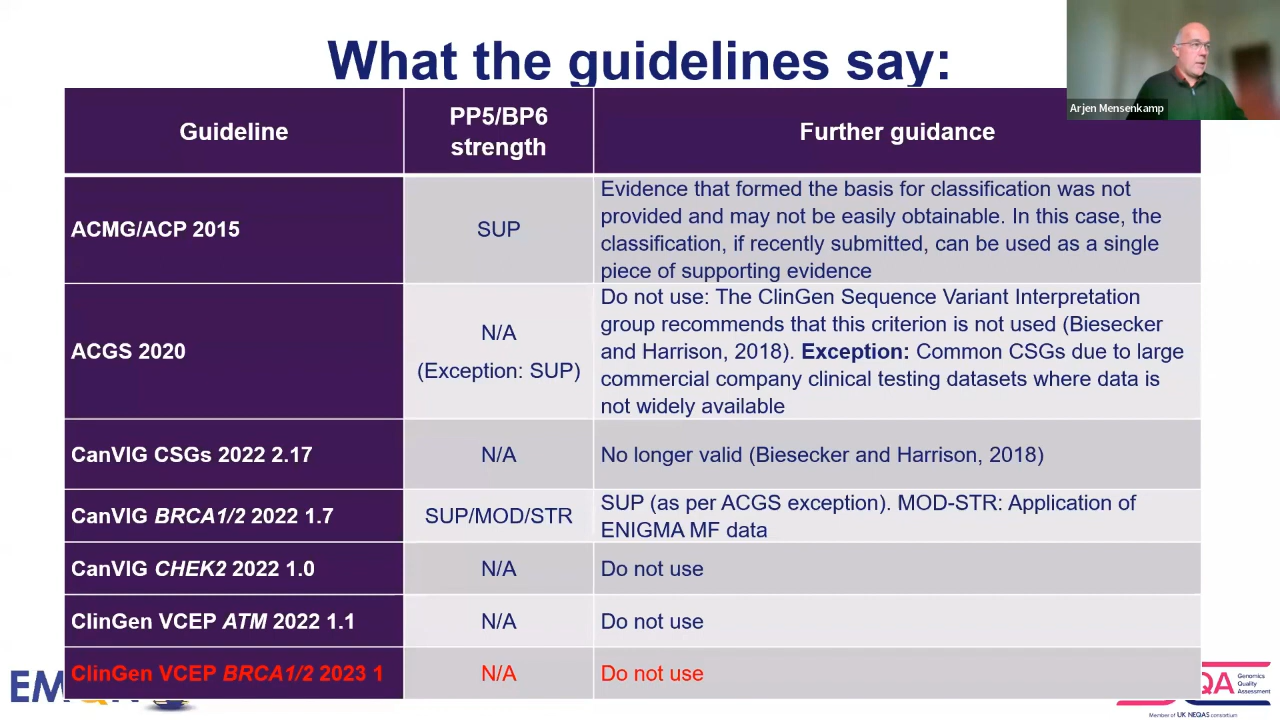 What the guidelines say:
Arjen Mensenkamp
Guideline
PP5/BP6
strength
Further guidance
ACMG/ACP 2015
SUP
Evidence that formed the basis for classification was not
provided and may not be easily obtainable. In this case, the
classification, if recently submitted, can be used as a single
piece of supporting evidence
ACGS 2020
N/A
(Exception: SUP)
Do not use: The ClinGen Sequence Variant Interpretation
group recommends that this criterion is not used (Biesecker
and Harrison, 2018). Exception: Common CSGs due to large
commercial company clinical testing datasets where data is
not widely available
CanVIG CSGs 2022 2.17
N/A
No longer valid (Biesecker and Harrison, 2018)
CanVIG BRCA1/2 2022 1.7
SUP/MOD/STR
SUP (as per ACGS exception). MOD-STR: Application of
ENIGMA MF data
CanVIG CHEK2 2022 1.0
N/A
Do not use
ClinGen VCEP ATM 2022 1.1
N/A
Do not use
ClinGen VCEP BRCA1/2 2023 1
N/A
Do not use
EM
QA
Genomics
Quality
Assessment
Member of UK NEQAS consortium